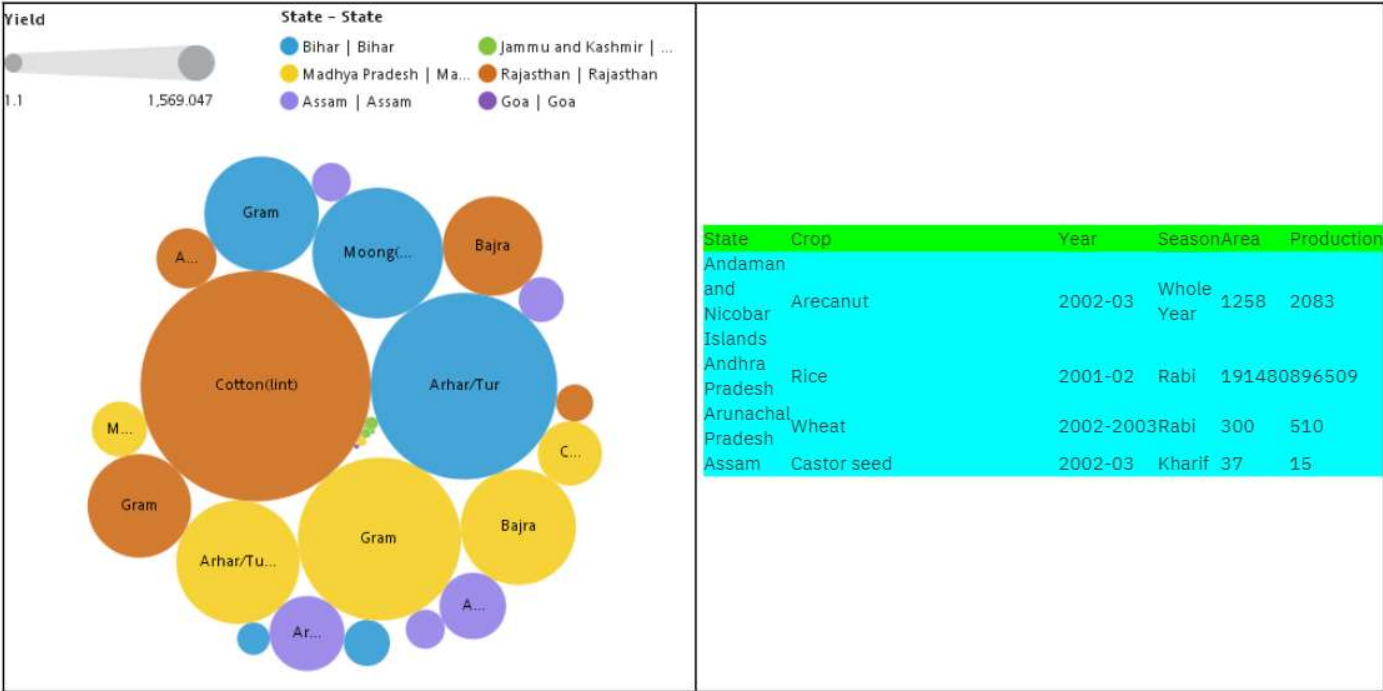 Yield
1.1 1,569.047
State – State
Bihar | Bihar
Jammu and Kashmir | ...
Madhya Pradesh | Ma...
Rajasthan | Rajasthan
Assam | Assam
Goa | Goa
Gram
Moong(...
Bajra
A...
Cotton(lint)
Arhar/Tur
M...
C...
Gram
Gram
Bajra
Arhar/Tu...
A...
Ar...
State Crop Year Season Area Production
Andaman
and
Nicobar
Islands
Arecanut 2002-03 Whole
Year
1258 2083
Andhra
Pradesh
Rice 2001-02 Rabi 191480896509
Arunachal
Pradesh
Wheat 2002-2003 Rabi 300 510
Assam Castor seed 2002-03 Kharif 37 15